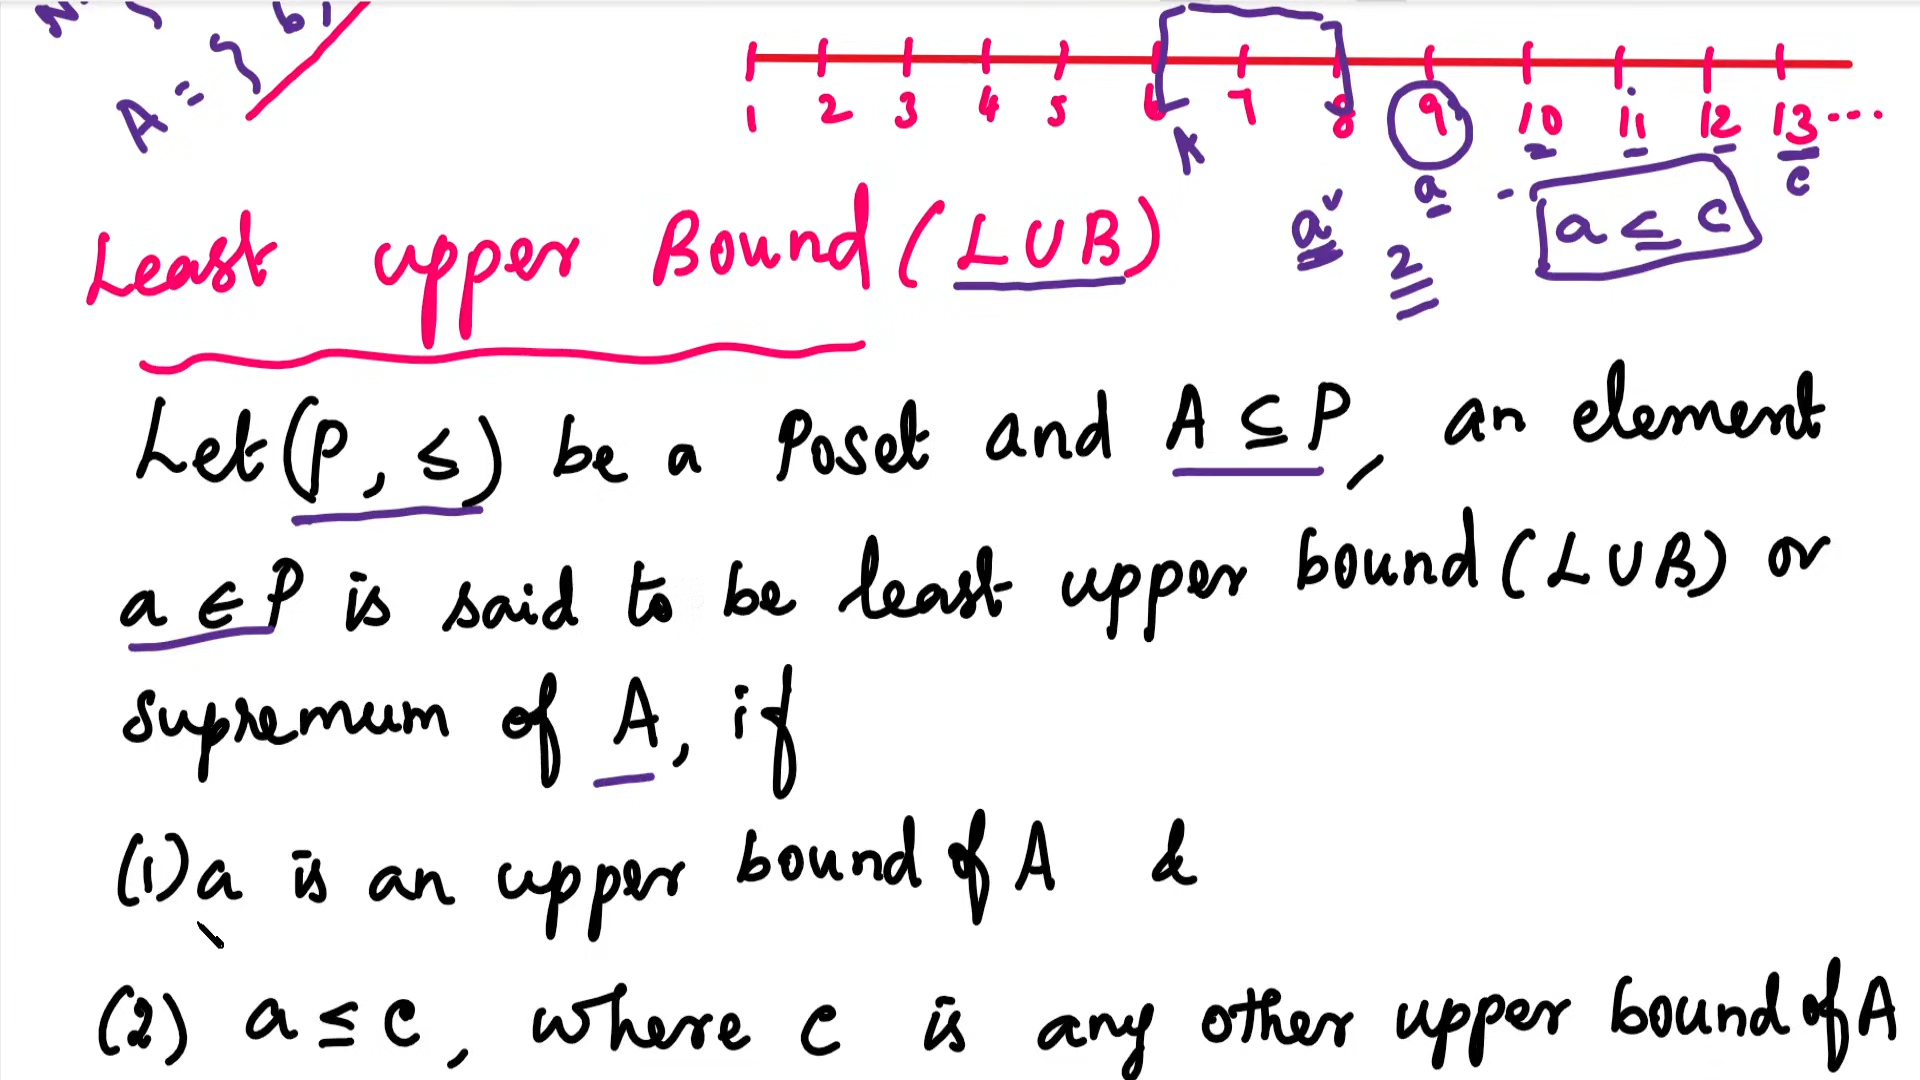 A = {
1 2 3 4 5 6 7 8 9 10 11 12 13 ...
A a c
Least upper Bound (LUB) a 2 a ≤ c
Let (P, ≤) be a Poset and A ⊆ P, an element
a ∈ P is said to be least upper bound (LUB) or
supremum of A, if
(1) a is an upper bound of A &
(2) a ≤ c, where c is any other upper bound of A